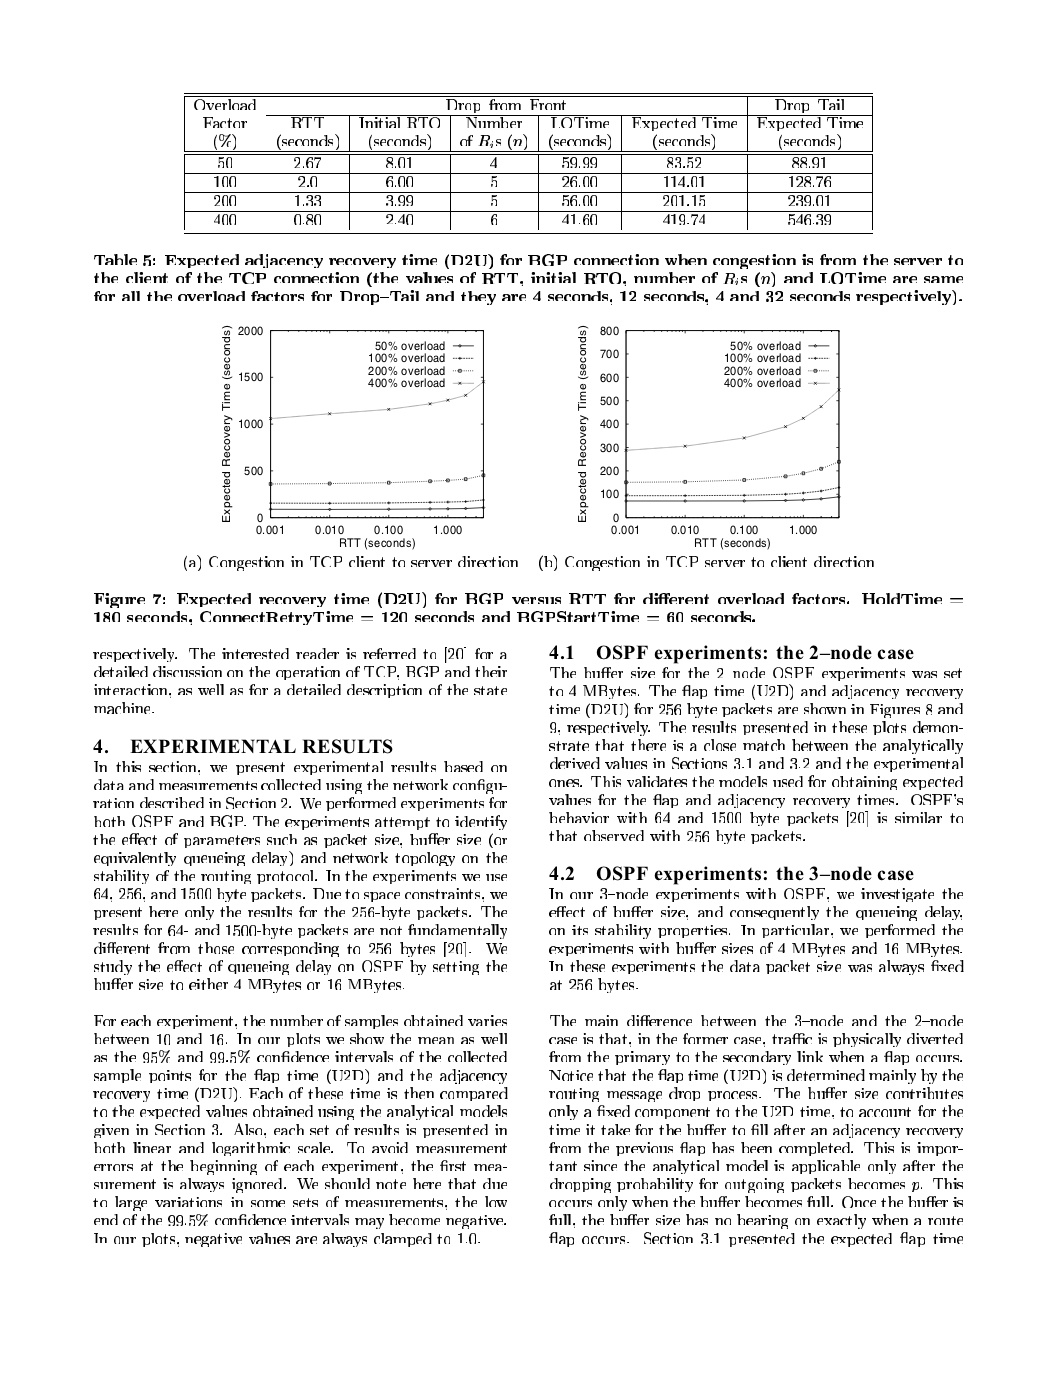 Overload Drop from Front Drop Tail
Factor RTT Initial RTO Number LOTime Expected Time Expected Time
(%) (seconds) (seconds) of Ris (n) (seconds) (seconds) (seconds)
50 2.67 8.01 4 59.99 83.52 88.91
100 2.0 6.00 5 26.00 114.01 128.76
200 1.33 3.99 5 56.00 201.15 239.01
400 0.80 2.40 6 41.60 419.74 546.39
Table 5: Expected adjacency recovery time (D2U) for BGP connection when congestion is from the server to
the client of the TCP connection (the values of RTT, initial RTO, number of Ris (n) and LOTime are same
for all the overload factors for Drop–Tail and they are 4 seconds, 12 seconds, 4 and 32 seconds respectively).
Expected Recovery Time (seconds)
2000
1500
1000
500
0
50% overload
100% overload
200% overload
400% overload
0.001 0.010 0.100 1.000
RTT (seconds)
(a) Congestion in TCP client to server direction
Expected Recovery Time (seconds)
800
700
600
500
400
300
200
100
0
50% overload
100% overload
200% overload
400% overload
0.001 0.010 0.100 1.000
RTT (seconds)
(b) Congestion in TCP server to client direction
Figure 7: Expected recovery time (D2U) for BGP versus RTT for different overload factors. HoldTime =
180 seconds, ConnectRetryTime = 120 seconds and BGPStartTime = 60 seconds.
respectively. The interested reader is referred to [20] for a
detailed discussion on the operation of TCP, BGP and their
interaction, as well as for a detailed description of the state
machine.
4. EXPERIMENTAL RESULTS
In this section, we present experimental results based on
data and measurements collected using the network configu-
ration described in Section 2. We performed experiments for
both OSPF and BGP. The experiments attempt to identify
the effect of parameters such as packet size, buffer size (or
equivalently queueing delay) and network topology on the
stability of the routing protocol. In the experiments we use
64, 256, and 1500 byte packets. Due to space constraints, we
present here only the results for the 256-byte packets. The
results for 64- and 1500-byte packets are not fundamentally
different from those corresponding to 256 bytes [20]. We
study the effect of queueing delay on OSPF by setting the
buffer size to either 4 MBytes or 16 MBytes.
For each experiment, the number of samples obtained varies
between 10 and 16. In our plots we show the mean as well
as the 95% and 99.5% confidence intervals of the collected
sample points for the flap time (U2D) and the adjacency
recovery time (D2U). Each of these time is then compared
to the expected values obtained using the analytical models
given in Section 3. Also, each set of results is presented in
both linear and logarithmic scale. To avoid measurement
errors at the beginning of each experiment, the first mea-
surement is always ignored. We should note here that due
to large variations in some sets of measurements, the low
end of the 99.5% confidence intervals may become negative.
In our plots, negative values are always clamped to 1.0.
4.1 OSPF experiments: the 2–node case
The buffer size for the 2 node OSPF experiments was set
to 4 MBytes. The flap time (U2D) and adjacency recovery
time (D2U) for 256 byte packets are shown in Figures 8 and
9, respectively. The results presented in these plots demon-
strate that there is a close match between the analytically
derived values in Sections 3.1 and 3.2 and the experimental
ones. This validates the models used for obtaining expected
values for the flap and adjacency recovery times. OSPF's
behavior with 64 and 1500 byte packets [20] is similar to
that observed with 256 byte packets.
4.2 OSPF experiments: the 3–node case
In our 3–node experiments with OSPF, we investigate the
effect of buffer size, and consequently the queueing delay,
on its stability properties. In particular, we performed the
experiments with buffer sizes of 4 MBytes and 16 MBytes.
In these experiments the data packet size was always fixed
at 256 bytes.
The main difference between the 3–node and the 2–node
case is that, in the former case, traffic is physically diverted
from the primary to the secondary link when a flap occurs.
Notice that the flap time (U2D) is determined mainly by the
routing message drop process. The buffer size contributes
only a fixed component to the U2D time, to account for the
time it take for the buffer to fill after an adjacency recovery
from the previous flap has been completed. This is impor-
tant since the analytical model is applicable only after the
dropping probability for outgoing packets becomes p. This
occurs only when the buffer becomes full. Once the buffer is
full, the buffer size has no bearing on exactly when a route
flap occurs. Section 3.1 presented the expected flap time